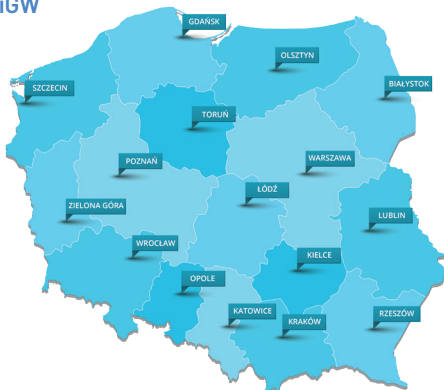 iGW
GDAŃSK
OLSZTYN
SZCZECIN
BIAŁYSTOK
TORUŃ
POZNAŃ
WARSZAWA
ŁÓDŹ
ZIELONA GÓRA
LUBLIN
WROCŁAW
KIELCE
OPOLE
KATOWICE
RZESZÓW
KRAKÓW